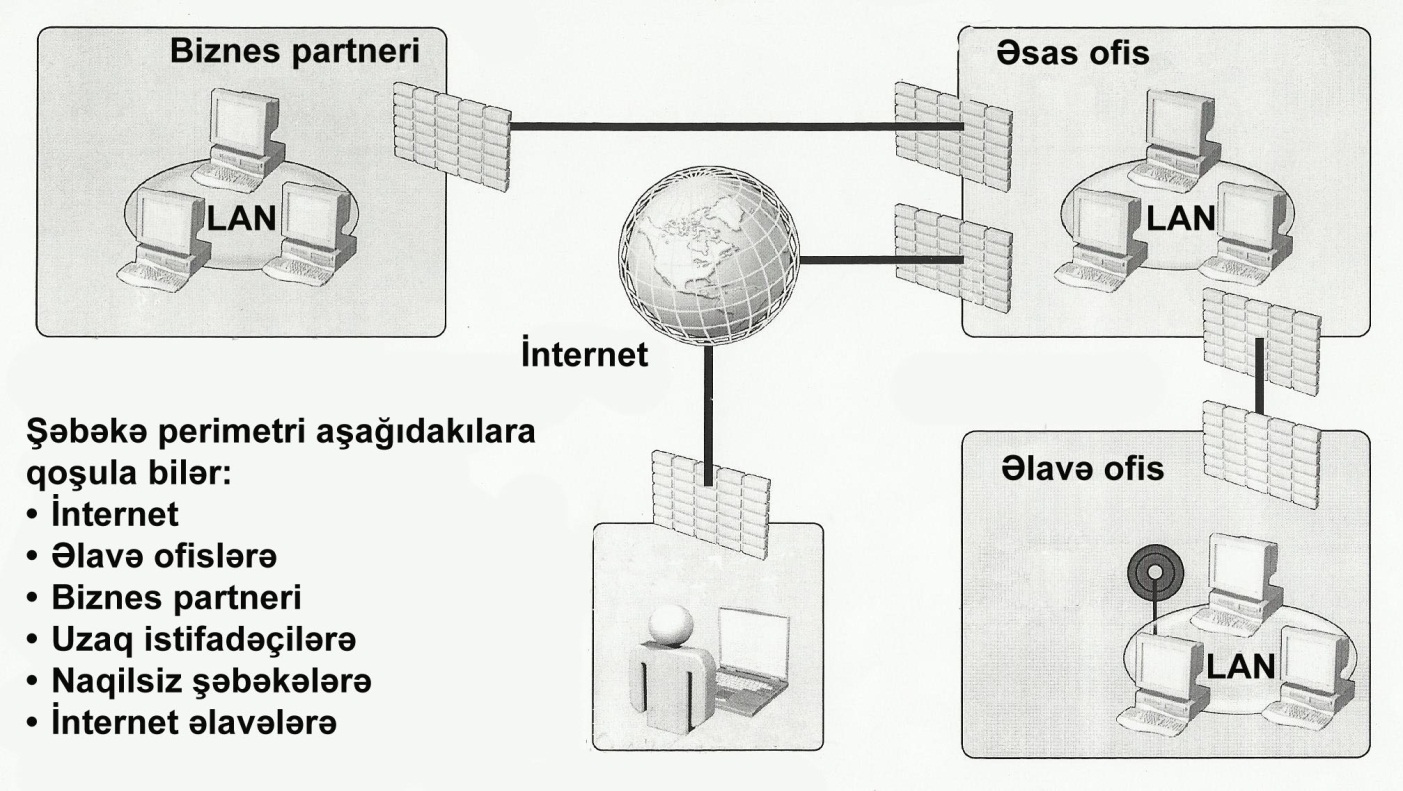 Biznes partneri
Əsas ofis
LAN
LAN
İnternet
Şəbəkə perimetri aşağıdakılara
qoşula bilər:
• İnternet
• Əlavə ofislərə
• Biznes partneri
• Uzaq istifadəçilərə
• Naqilsiz şəbəkələrə
• İnternet əlavələrə
Əlavə ofis
LAN